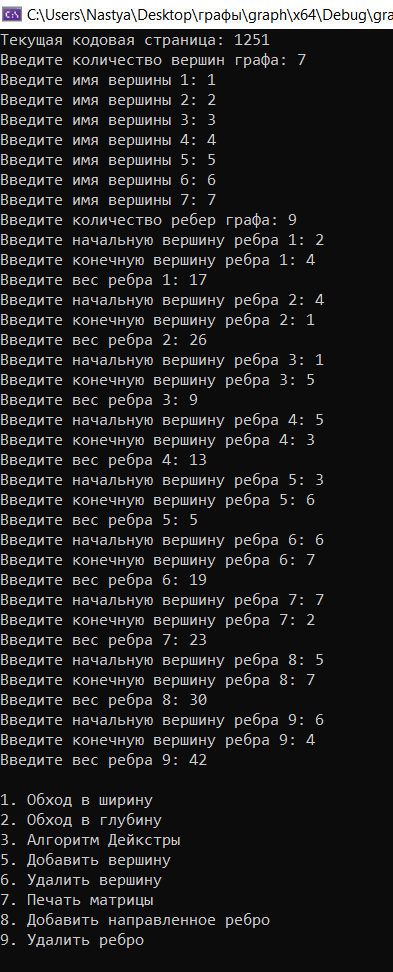 C:\Users\Nastya\Desktop\графы\graph\x64\Debug\gra
Текущая кодовая страница: 1251
Введите количество вершин графа: 7
Введите имя вершины 1: 1
Введите имя вершины 2: 2
Введите имя вершины 3: 3
Введите имя вершины 4: 4
Введите имя вершины 5: 5
Введите имя вершины 6: 6
Введите имя вершины 7: 7
Введите количество ребер графа: 9
Введите начальную вершину ребра 1: 2
Введите конечную вершину ребра 1: 4
Введите вес ребра 1: 17
Введите начальную вершину ребра 2: 4
Введите конечную вершину ребра 2: 1
Введите вес ребра 2: 26
Введите начальную вершину ребра 3: 1
Введите конечную вершину ребра 3: 5
Введите вес ребра 3: 9
Введите начальную вершину ребра 4: 5
Введите конечную вершину ребра 4: 3
Введите вес ребра 4: 13
Введите начальную вершину ребра 5: 3
Введите конечную вершину ребра 5: 6
Введите вес ребра 5: 5
Введите начальную вершину ребра 6: 6
Введите конечную вершину ребра 6: 7
Введите вес ребра 6: 19
Введите начальную вершину ребра 7: 7
Введите конечную вершину ребра 7: 2
Введите вес ребра 7: 23
Введите начальную вершину ребра 8: 5
Введите конечную вершину ребра 8: 7
Введите вес ребра 8: 30
Введите начальную вершину ребра 9: 6
Введите конечную вершину ребра 9: 4
Введите вес ребра 9: 42
1. Обход в ширину
2. Обход в глубину
3. Алгоритм Дейкстры
5. Добавить вершину
6. Удалить вершину
7. Печать матрицы
8. Добавить направленное ребро
9. Удалить ребро